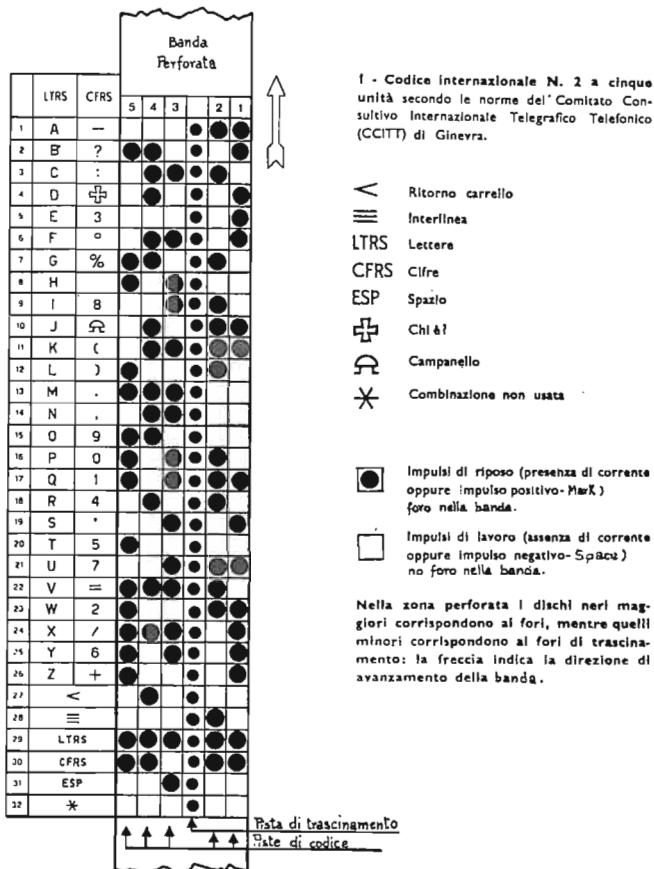 Banda
Perforata
LTRS CFRS 5 4 3 2 1
1 A –
2 B ?
3 C :
4 D
5 E 3
6 F º
7 G %
8 H
9 I 8
10 J
11 K (
12 L )
13 M .
14 N ,
15 O 9
16 P 0
17 Q 1
18 R 4
19 S '
20 T 5
21 U 7
22 V =
23 W 2
24 X /
25 Y 6
26 Z +
27 <
28 ≡
29 LTRS
30 CFRS
31 ESP
32 *
Pista di trascinamento
Piste di codice
1 - Codice internazionale N. 2 a cinque
unità secondo le norme del Comitato Con-
sultivo Internazionale Telegrafico Telefonico
(CCITT) di Ginevra.
< Ritorno carrello
≡ Interlinea
LTRS Lettere
CFRS Cifre
ESP Spazio
Chi è?
Campanello
* Combinazione non usata
Impulsi di riposo (presenza di corrente
oppure impulso positivo-Mark)
foro nella banda.
Impulsi di lavoro (assenza di corrente
oppure impulso negativo-Space)
no foro nella banda.
Nella zona perforata i dischi neri mag-
giori corrispondono ai fori, mentre quelli
minori corrispondono ai fori di trascina-
mento: la freccia indica la direzione di
avanzamento della banda.